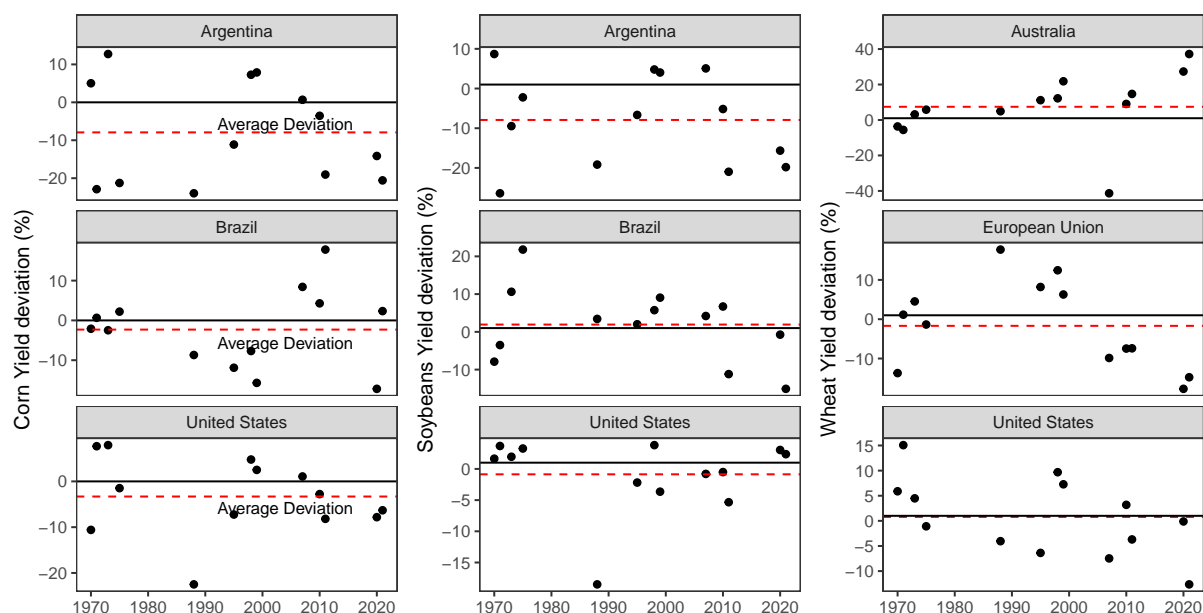 Corn Yield deviation (%)
Argentina
10
0
−10
−20
Average Deviation
Brazil
10
0
−10
Average Deviation
United States
0
−10
−20
Average Deviation
1970 1980 1990 2000 2010 2020
Soybeans Yield deviation (%)
Argentina
10
0
−10
−20
Brazil
20
10
0
−10
United States
0
−5
−10
−15
1970 1980 1990 2000 2010 2020
Wheat Yield deviation (%)
Australia
40
20
0
−20
−40
European Union
10
0
−10
United States
15
10
5
0
−5
−10
1970 1980 1990 2000 2010 2020